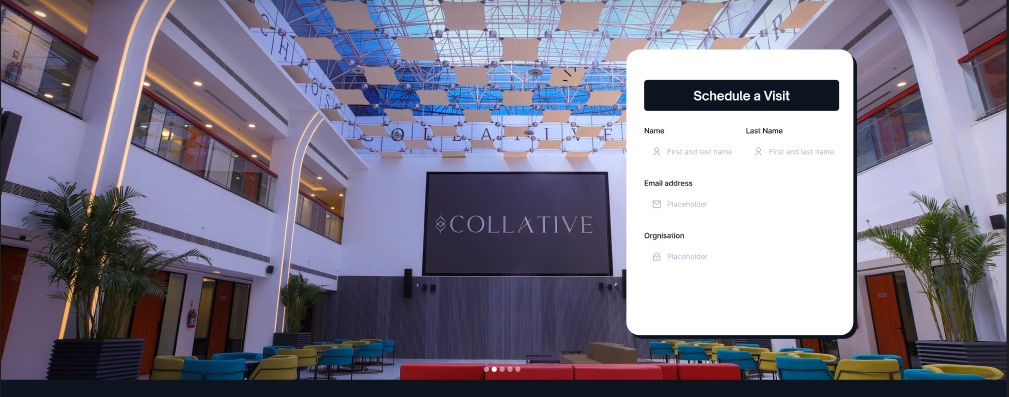 COLLATIVE
COLLATIVE
Schedule a Visit
Name
Last Name
First and last name
First and last name
Email address
Placeholder
Orgnisation
Placeholder